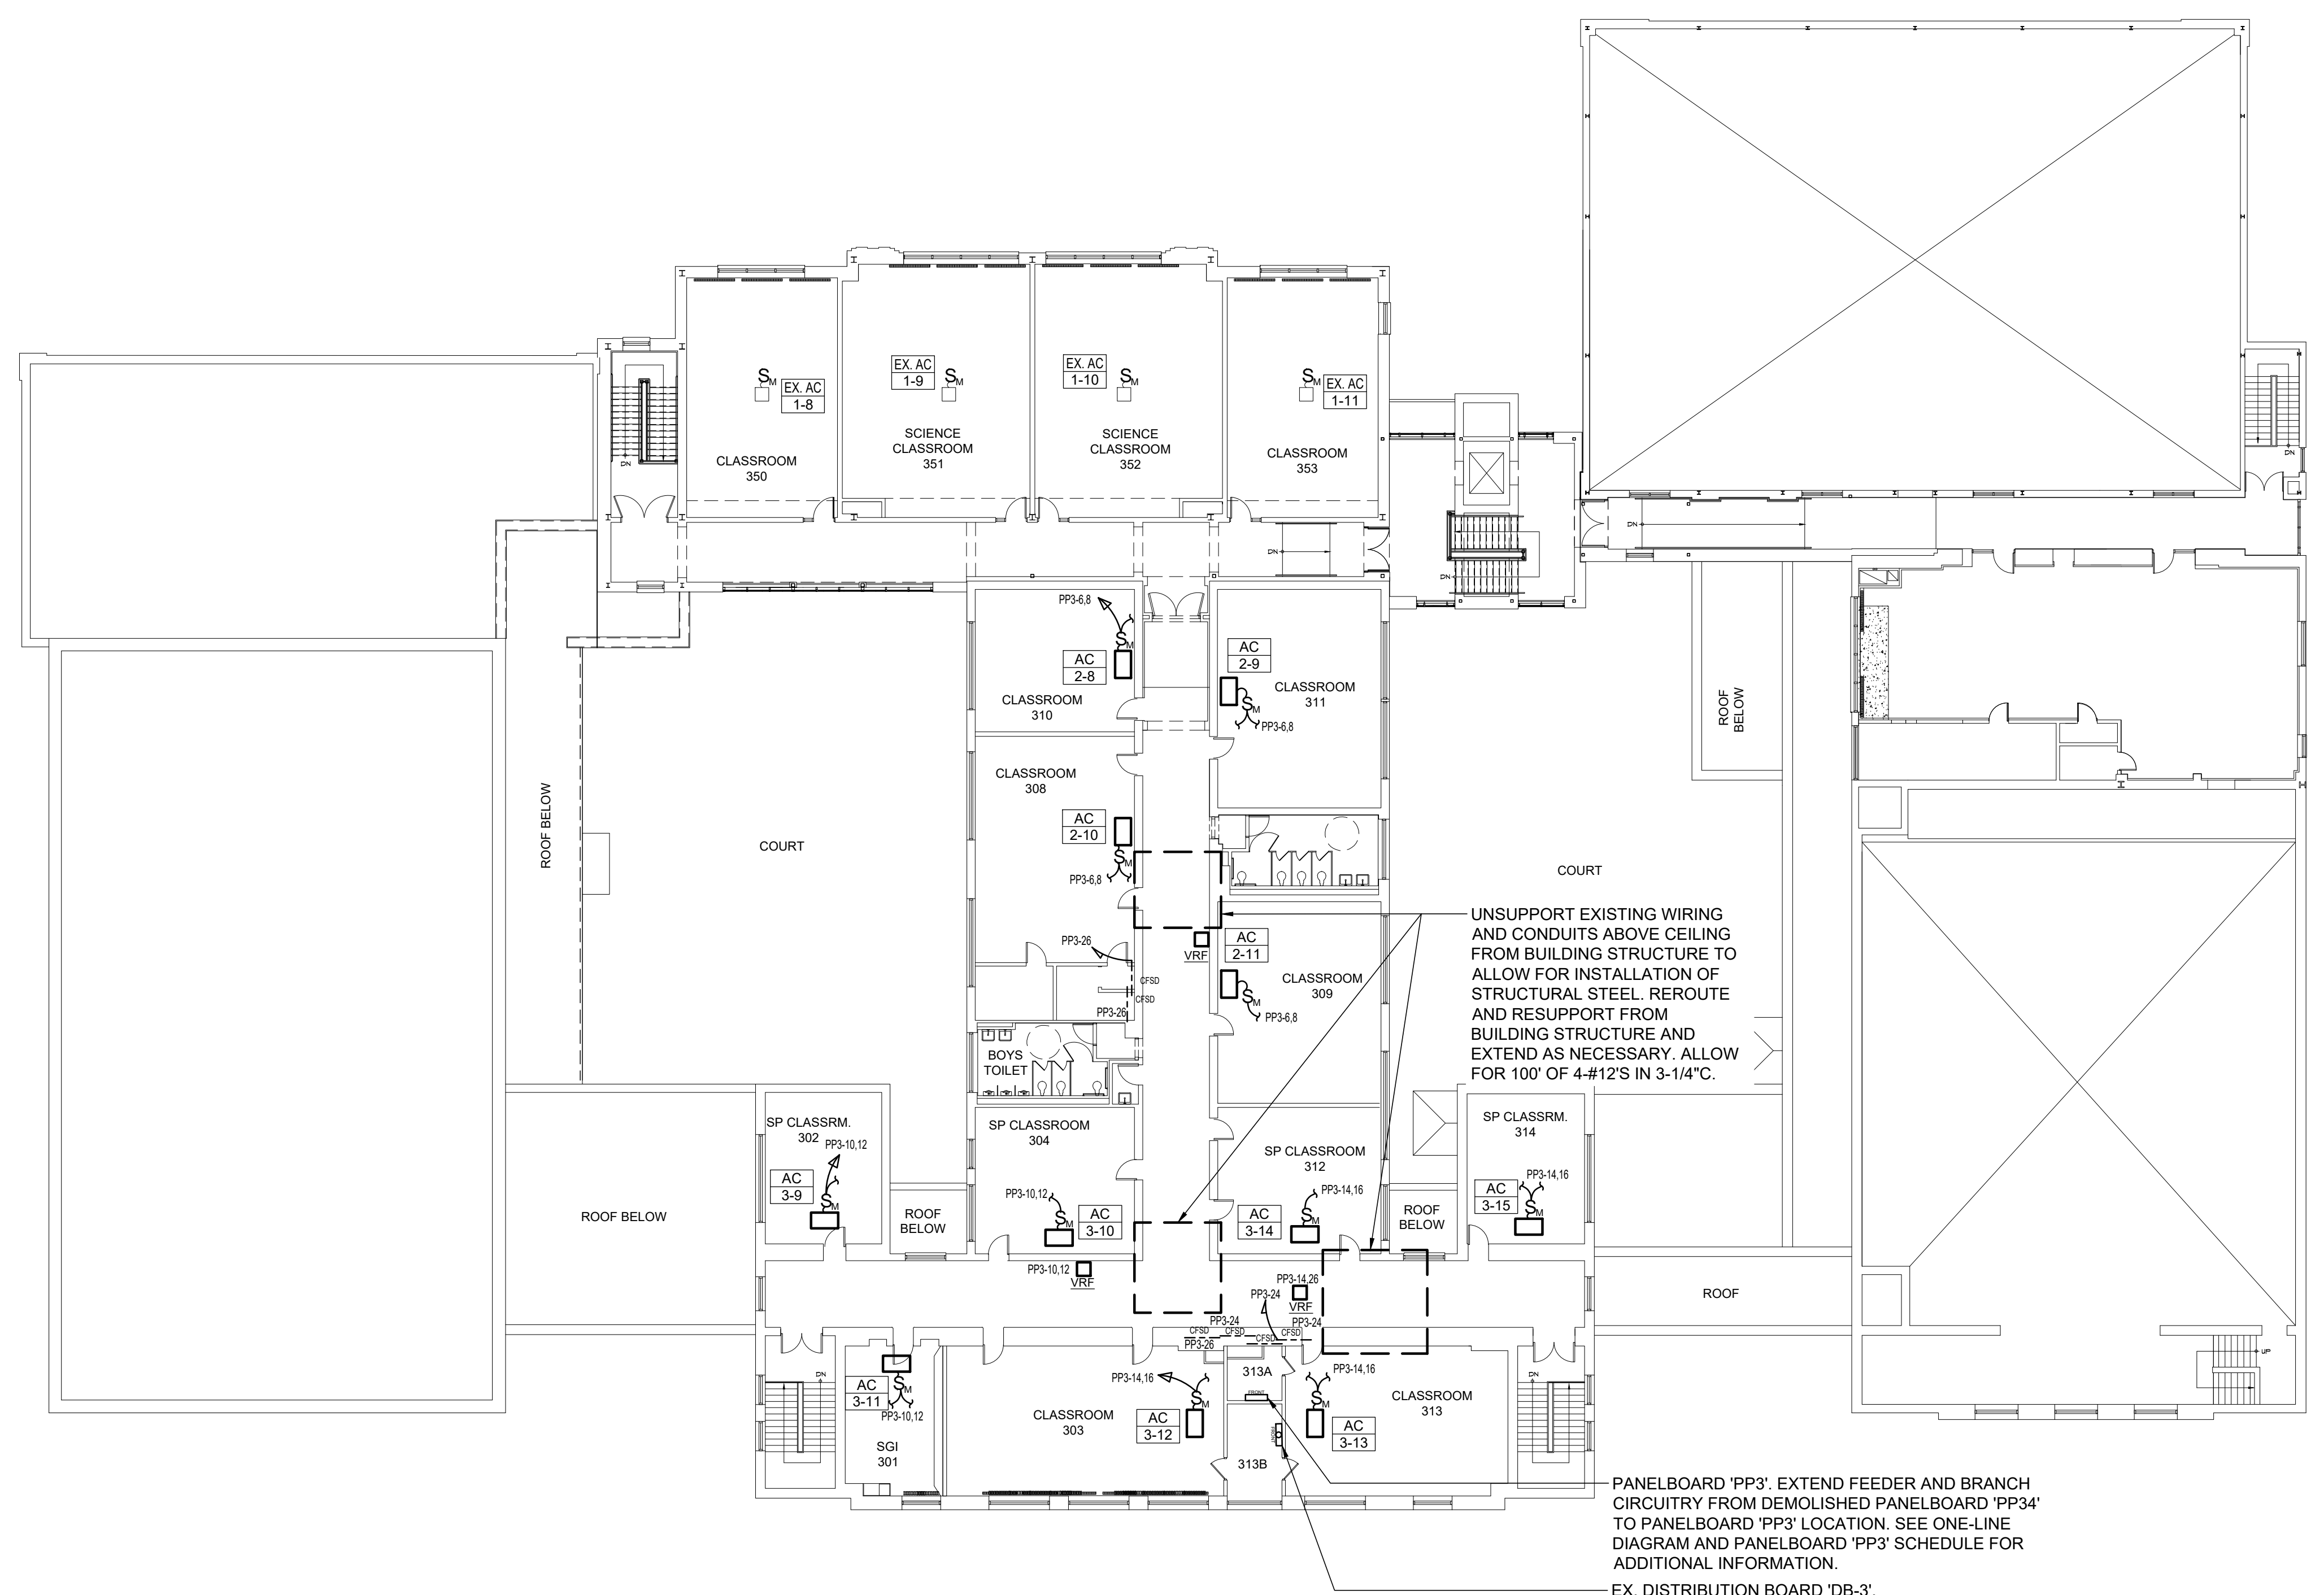 EX. AC
1-8
S M
CLASSROOM
350
EX. AC
1-9
S M
SCIENCE
CLASSROOM
351
EX. AC
1-10
S M
SCIENCE
CLASSROOM
352
S M
EX. AC
1-11
CLASSROOM
353
DN
DN
DN
DN
DN
PP3-6,8
S M
AC
2-8
CLASSROOM
310
AC
2-9
S M
PP3-6,8
CLASSROOM
311
ROOF
BELOW
CLASSROOM
308
AC
2-10
S M
PP3-6,8
ROOF BELOW
COURT
COURT
UNSUPPORT EXISTING WIRING
AND CONDUITS ABOVE CEILING
FROM BUILDING STRUCTURE TO
ALLOW FOR INSTALLATION OF
STRUCTURAL STEEL. REROUTE
AND RESUPPORT FROM
BUILDING STRUCTURE AND
EXTEND AS NECESSARY. ALLOW
FOR 100' OF 4-#12'S IN 3-1/4"C.
PP3-26
CFSD
CFSD
PP3-26
VRF
AC
2-11
S M
PP3-6,8
CLASSROOM
309
BOYS
TOILET
SP CLASSRM.
302
PP3-10,12
AC
3-9
S M
ROOF BELOW
ROOF
BELOW
SP CLASSROOM
304
PP3-10,12
S M
AC
3-10
SP CLASSROOM
312
PP3-14,16
AC
3-14
S M
ROOF
BELOW
SP CLASSRM.
314
PP3-14,16
AC
3-15
S M
PP3-10,12
VRF
PP3-14,26
PP3-24
VRF
PP3-24
PP3-24
CFSD
CFSD
CFSD
CFSD
PP3-26
ROOF
UP
DN
AC
3-11
S M
PP3-10,12
SGI
301
PP3-14,16
S M
CLASSROOM
303
AC
3-12
313A
FRONT
FRONT
313B
PP3-14,16
S M
AC
3-13
CLASSROOM
313
DN
PANELBOARD 'PP3'. EXTEND FEEDER AND BRANCH
CIRCUITRY FROM DEMOLISHED PANELBOARD 'PP34'
TO PANELBOARD 'PP3' LOCATION. SEE ONE-LINE
DIAGRAM AND PANELBOARD 'PP3' SCHEDULE FOR
ADDITIONAL INFORMATION.
EX. DISTRIBUTION BOARD 'DB-3'.